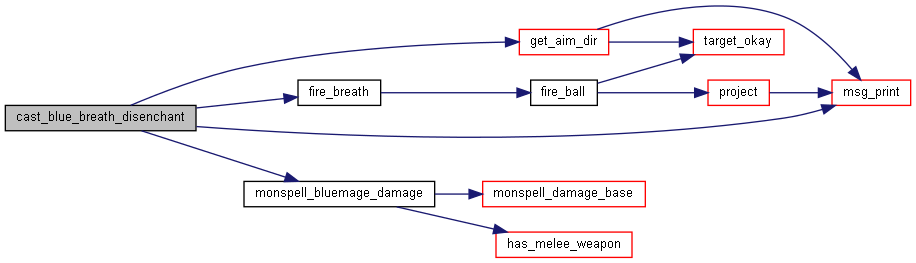 get_aim_dir
target_okay
fire_breath
fire_ball
project
msg_print
cast_blue_breath_disenchant
monspell_bluemage_damage
monspell_damage_base
has_melee_weapon